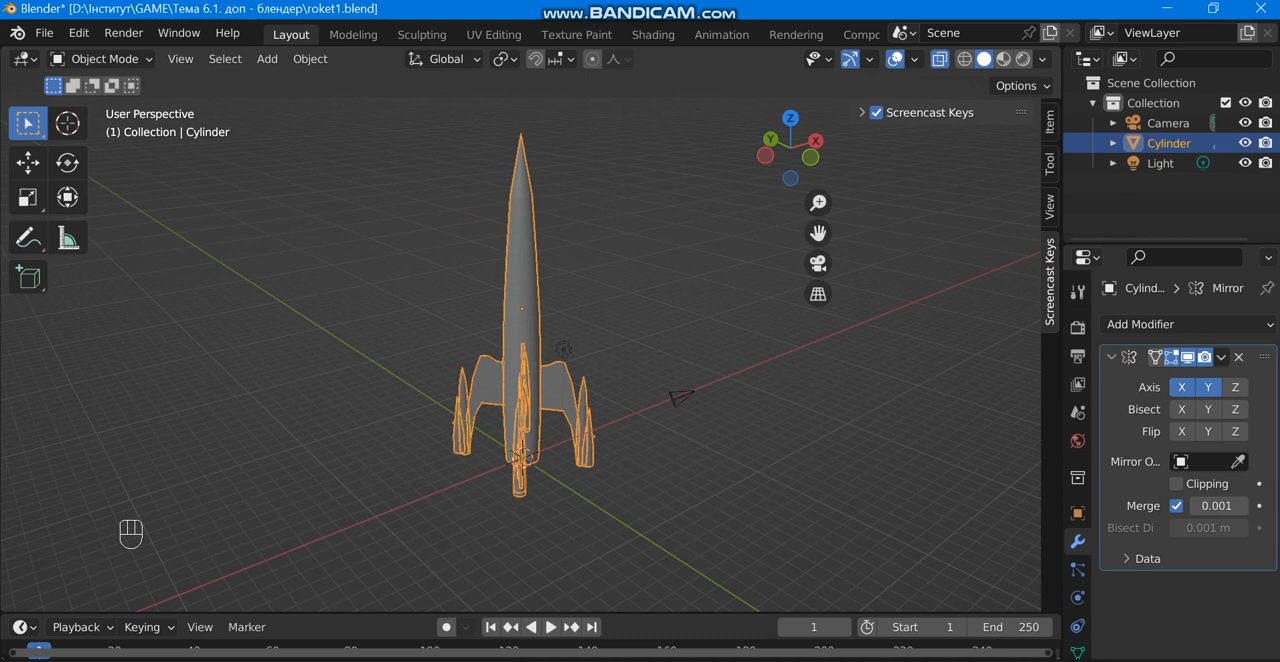 Blender* [D:\Інститут\GAME\Тема 6.1. доп - блендер\roket1.blend]
www.BANDICAM.com
File Edit Render Window Help Layout Modeling Sculpting UV Editing Texture Paint Shading Animation Rendering Compc Scene ViewLayer
Object Mode View Select Add Object Global
Options
User Perspective
(1) Collection | Cylinder
Screencast Keys
Z
Y
X
Item
Tool
View
Screencast Keys
Scene Collection
Collection
Camera
Cylinder
Light
Cylind... Mirror
Add Modifier
Axis X Y Z
Bisect X Y Z
Flip X Y Z
Mirror O...
Clipping
Merge 0.001
Bisect Di 0.001 m
Data
Playback Keying View Marker 1 Start 1 End 250
1